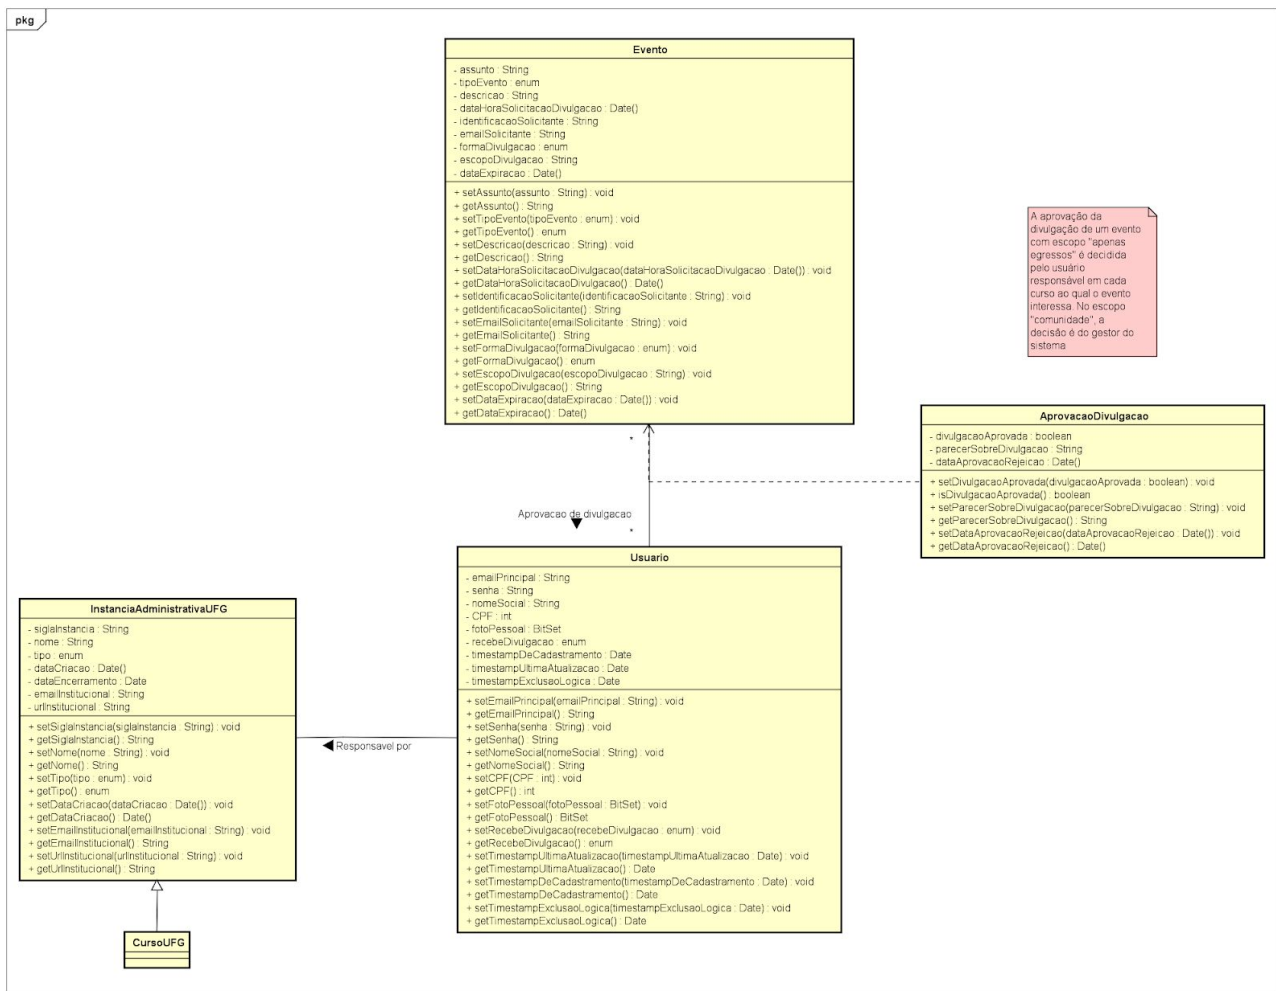 pkg
Evento
- assunto : String
- tipoEvento : enum
- descricao : String
- dataHoraSolicitacaoDivulgacao : Date()
- identificacaoSolicitante : String
- emailSolicitante : String
- formaDivulgacao : enum
- escopoDivulgacao : String
- dataExpiracao : Date()
+ setAssunto(assunto : String) : void
+ getAssunto() : String
+ setTipoEvento(tipoEvento : enum) : void
+ getTipoEvento() : enum
+ setDescricao(descricao : String) : void
+ getDescricao() : String
+ setDataHoraSolicitacaoDivulgacao(dataHoraSolicitacaoDivulgacao : Date()) : void
+ getDataHoraSolicitacaoDivulgacao() : Date()
+ setIdentificacaoSolicitante(identificacaoSolicitante : String) : void
+ getIdentificacaoSolicitante() : String
+ setEmailSolicitante(emailSolicitante : String) : void
+ getEmailSolicitante() : String
+ setFormaDivulgacao(formaDivulgacao : enum) : void
+ getFormaDivulgacao() : enum
+ setEscopoDivulgacao(escopoDivulgacao : String) : void
+ getEscopoDivulgacao() : String
+ setDataExpiracao(dataExpiracao : Date()) : void
+ getDataExpiracao() : Date()
A aprovação da
divulgação de um evento
com escopo "apenas
egressos" é decidida
pelo usuário
responsável em cada
curso ao qual o evento
interessa. No escopo
"comunidade", a
decisão é do gestor do
sistema
AprovacaoDivulgacao
- divulgacaoAprovada : boolean
- parecerSobreDivulgacao : String
- dataAprovacaoRejeicao : Date()
+ setDivulgacaoAprovada(divulgacaoAprovada : boolean) : void
+ isDivulgacaoAprovada() : boolean
+ setParecerSobreDivulgacao(parecerSobreDivulgacao : String) : void
+ getParecerSobreDivulgacao() : String
+ setDataAprovacaoRejeicao(dataAprovacaoRejeicao : Date()) : void
+ getDataAprovacaoRejeicao() : Date()
*
Aprovacao de divulgacao
*
Usuario
- emailPrincipal : String
- senha : String
- nomeSocial : String
- CPF : int
- fotoPessoal : BitSet
- recebeDivulgacao : enum
- timestampDeCadastramento : Date
- timestampUltimaAtualizacao : Date
- timestampExclusaoLogica : Date
+ setEmailPrincipal(emailPrincipal : String) : void
+ getEmailPrincipal() : String
+ setSenha(senha : String) : void
+ getSenha() : String
+ setNomeSocial(nomeSocial : String) : void
+ getNomeSocial() : String
+ setCPF(CPF : int) : void
+ getCPF() : int
+ setFotoPessoal(fotoPessoal : BitSet) : void
+ getFotoPessoal() : BitSet
+ setRecebeDivulgacao(recebeDivulgacao : enum) : void
+ getRecebeDivulgacao() : enum
+ setTimestampUltimaAtualizacao(timestampUltimaAtualizacao : Date) : void
+ getTimestampUltimaAtualizacao() : Date
+ setTimestampDeCadastramento(timestampDeCadastramento : Date) : void
+ getTimestampDeCadastramento() : Date
+ setTimestampExclusaoLogica(timestampExclusaoLogica : Date) : void
+ getTimestampExclusaoLogica() : Date
Responsavel por
InstanciaAdministrativaUFG
- siglaInstancia : String
- nome : String
- tipo : enum
- dataCriacao : Date()
- dataEncerramento : Date
- emailInstitucional : String
- urlInstitucional : String
+ setSiglaInstancia(siglaInstancia : String) : void
+ getSiglaInstancia() : String
+ setNome(nome : String) : void
+ getNome() : String
+ setTipo(tipo : enum) : void
+ getTipo() : enum
+ setDataCriacao(dataCriacao : Date()) : void
+ getDataCriacao() : Date()
+ setEmailInstitucional(emailInstitucional : String) : void
+ getEmailInstitucional() : String
+ setUrlInstitucional(urlInstitucional : String) : void
+ getUrlInstitucional() : String
CursoUFG